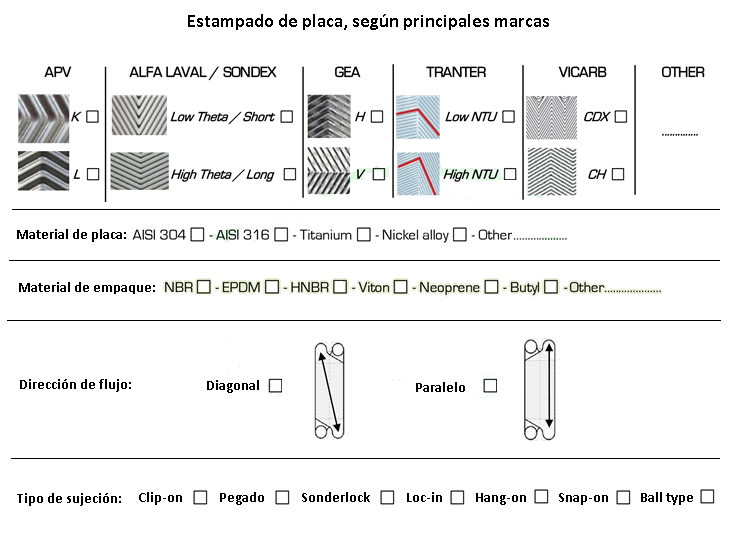 Estampado de placa, según principales marcas
APV ALFA LAVAL / SONDEX GEA TRANTER VICARB OTHER
K Low Theta / Short H Low NTU CDX ...............
L High Theta / Long V High NTU CH
Material de placa: AISI 304 - AISI 316 - Titanium - Nickel alloy - Other...................
Material de empaque: NBR - EPDM - HNBR - Viton - Neoprene - Butyl - Other....................
Dirección de flujo: Diagonal Paralelo
Tipo de sujeción: Clip-on Pegado Sonderlock Loc-in Hang-on Snap-on Ball type